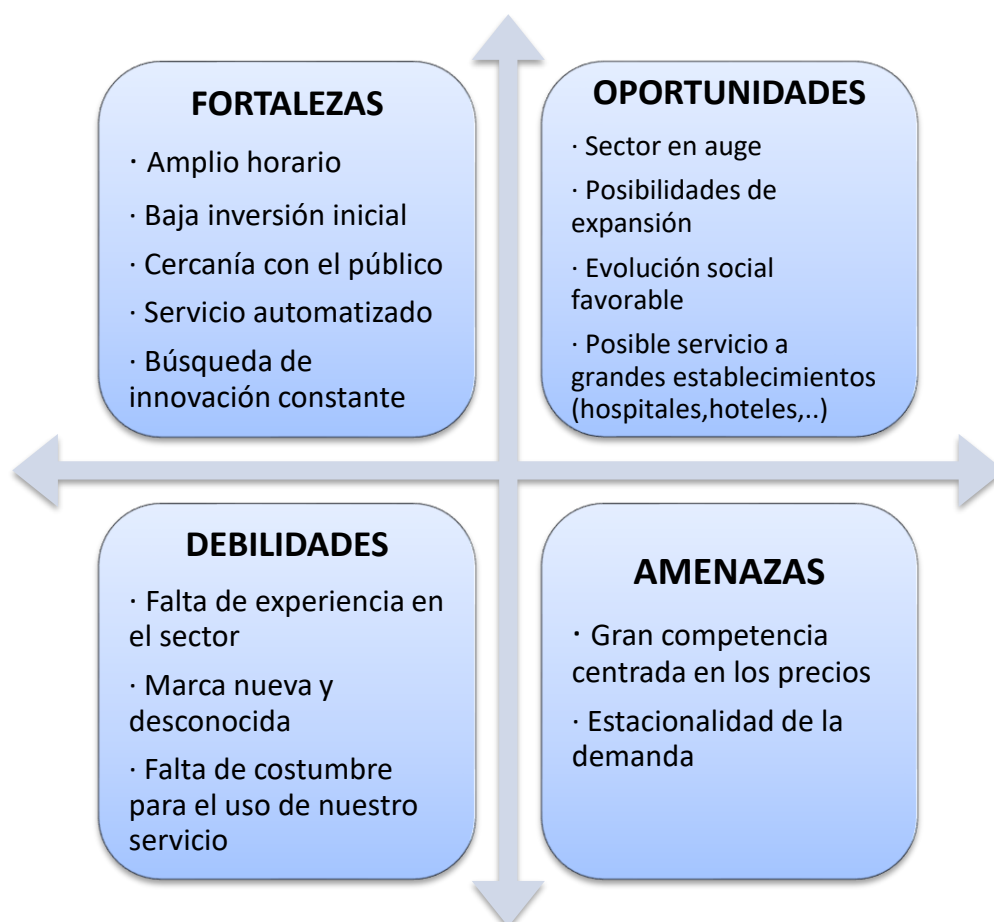 FORTALEZAS
· Amplio horario
· Baja inversión inicial
· Cercanía con el público
· Servicio automatizado
· Búsqueda de
innovación constante
OPORTUNIDADES
· Sector en auge
· Posibilidades de
expansión
· Evolución social
favorable
· Posible servicio a
grandes establecimientos
(hospitales,hoteles,..)
DEBILIDADES
· Falta de experiencia en
el sector
· Marca nueva y
desconocida
· Falta de costumbre
para el uso de nuestro
servicio
AMENAZAS
· Gran competencia
centrada en los precios
· Estacionalidad de la
demanda